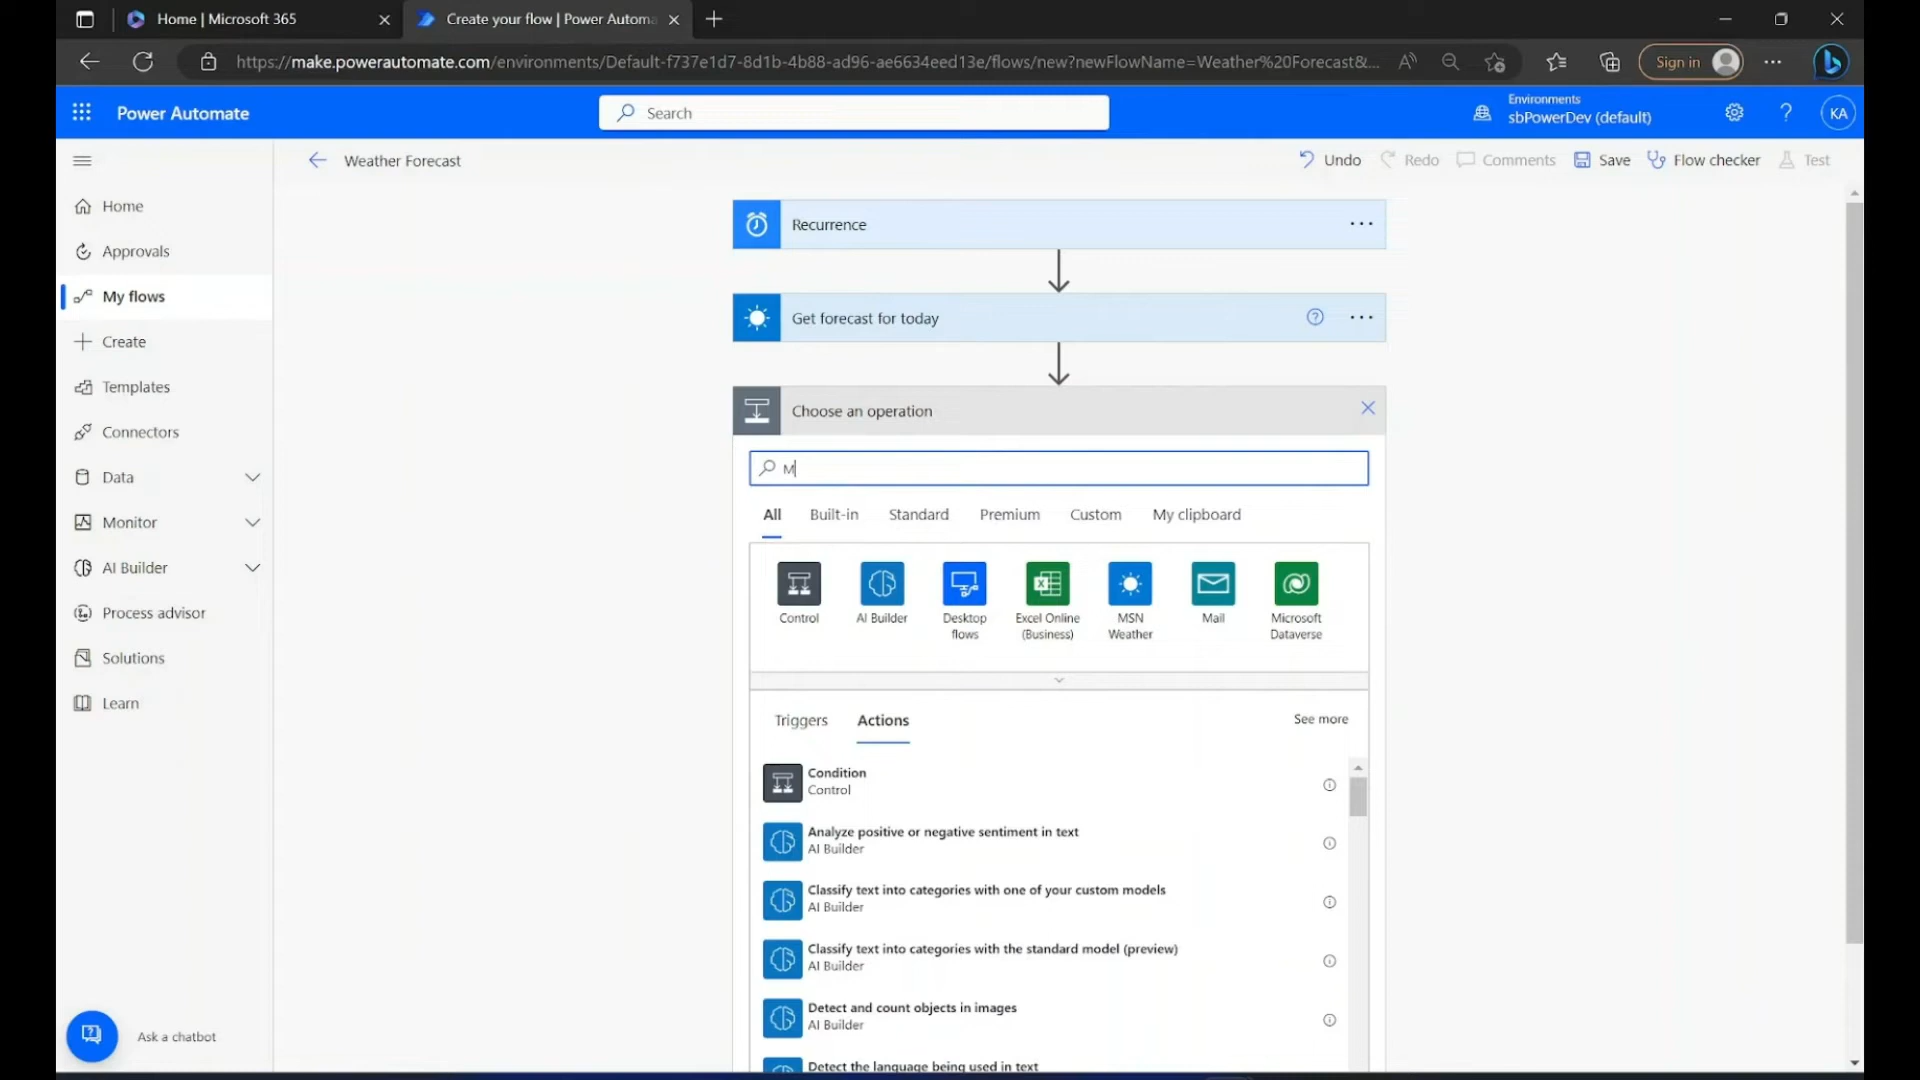 Home | Microsoft 365
Create your flow | Power Automa
https://make.powerautomate.com/environments/Default-f737e1d7-8d1b-4b88-ad96-ae6634eed13e/flows/new?newFlowName=Weather%20Forecast&...
Sign in
Power Automate
Search
Environments
sbPowerDev (default)
?
KA
Weather Forecast
Undo
Redo
Comments
Save
Flow checker
Test
Home
Approvals
My flows
Create
Templates
Connectors
Data
Monitor
AI Builder
Process advisor
Solutions
Learn
Ask a chatbot
Recurrence
Get forecast for today
Choose an operation
M
All
Built-in
Standard
Premium
Custom
My clipboard
Control
AI Builder
Desktop
flows
Excel Online
(Business)
MSN
Weather
Mail
Microsoft
Dataverse
Triggers
Actions
See more
Condition
Control
Analyze positive or negative sentiment in text
AI Builder
Classify text into categories with one of your custom models
AI Builder
Classify text into categories with the standard model (preview)
AI Builder
Detect and count objects in images
AI Builder
Detect the language being used in text